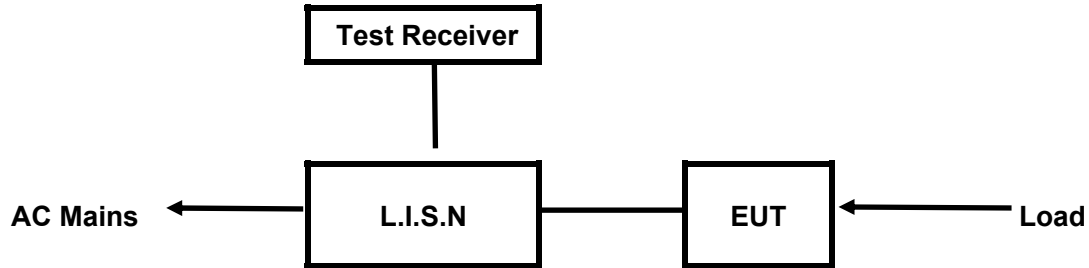 Test Receiver
AC Mains
L.I.S.N
EUT
Load